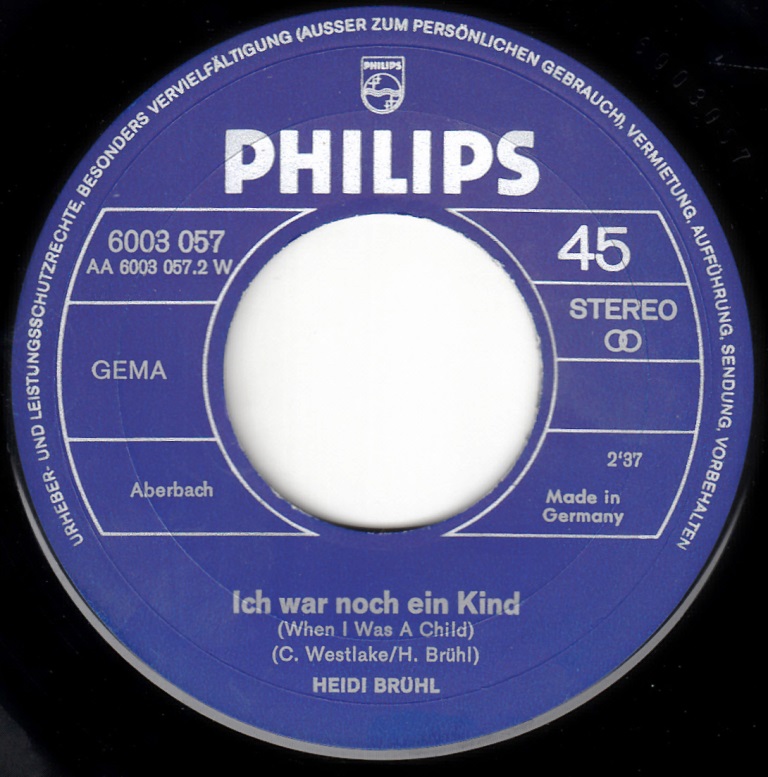 URHEBER- UND LEISTUNGSSCHUTZRECHTE, BESONDERS VERVIELFÄLTIGUNG (AUSSER ZUM PERSÖNLICHEN GEBRAUCH), VERMIETUNG, AUFFÜHRUNG, SENDUNG, VORBEHALTEN
PHILIPS
PHILIPS
6003 057
AA 6003 057.2 W
45
STEREO
GEMA
2'37
Aberbach
Made in
Germany
Ich war noch ein Kind
(When I Was A Child)
(C. Westlake/H. Brühl)
HEIDI BRÜHL